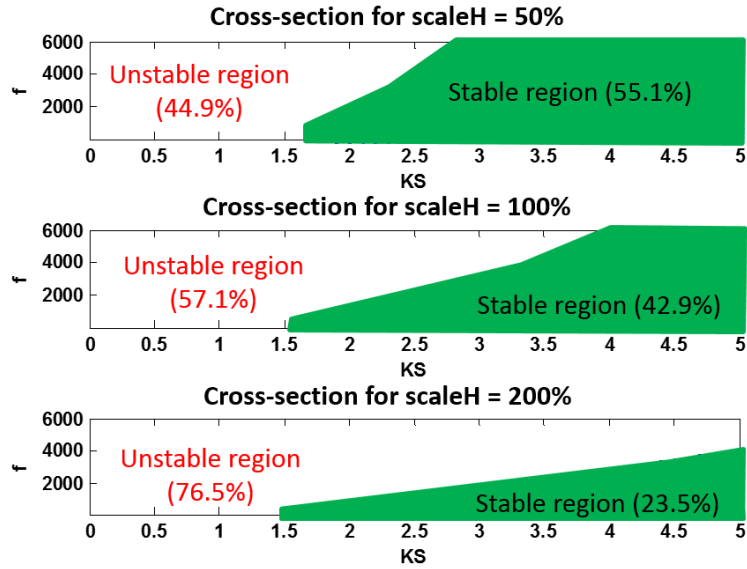 Cross-section for scaleH = 50%
6000
4000
2000
f
Unstable region
(44.9%)
Stable region (55.1%)
0 0.5 1 1.5 2 2.5 3 3.5 4 4.5 5
KS
Cross-section for scaleH = 100%
6000
4000
2000
f
Unstable region
(57.1%)
Stable region (42.9%)
0 0.5 1 1.5 2 2.5 3 3.5 4 4.5 5
KS
Cross-section for scaleH = 200%
6000
4000
2000
f
Unstable region
(76.5%)
Stable region (23.5%)
0 0.5 1 1.5 2 2.5 3 3.5 4 4.5 5
KS